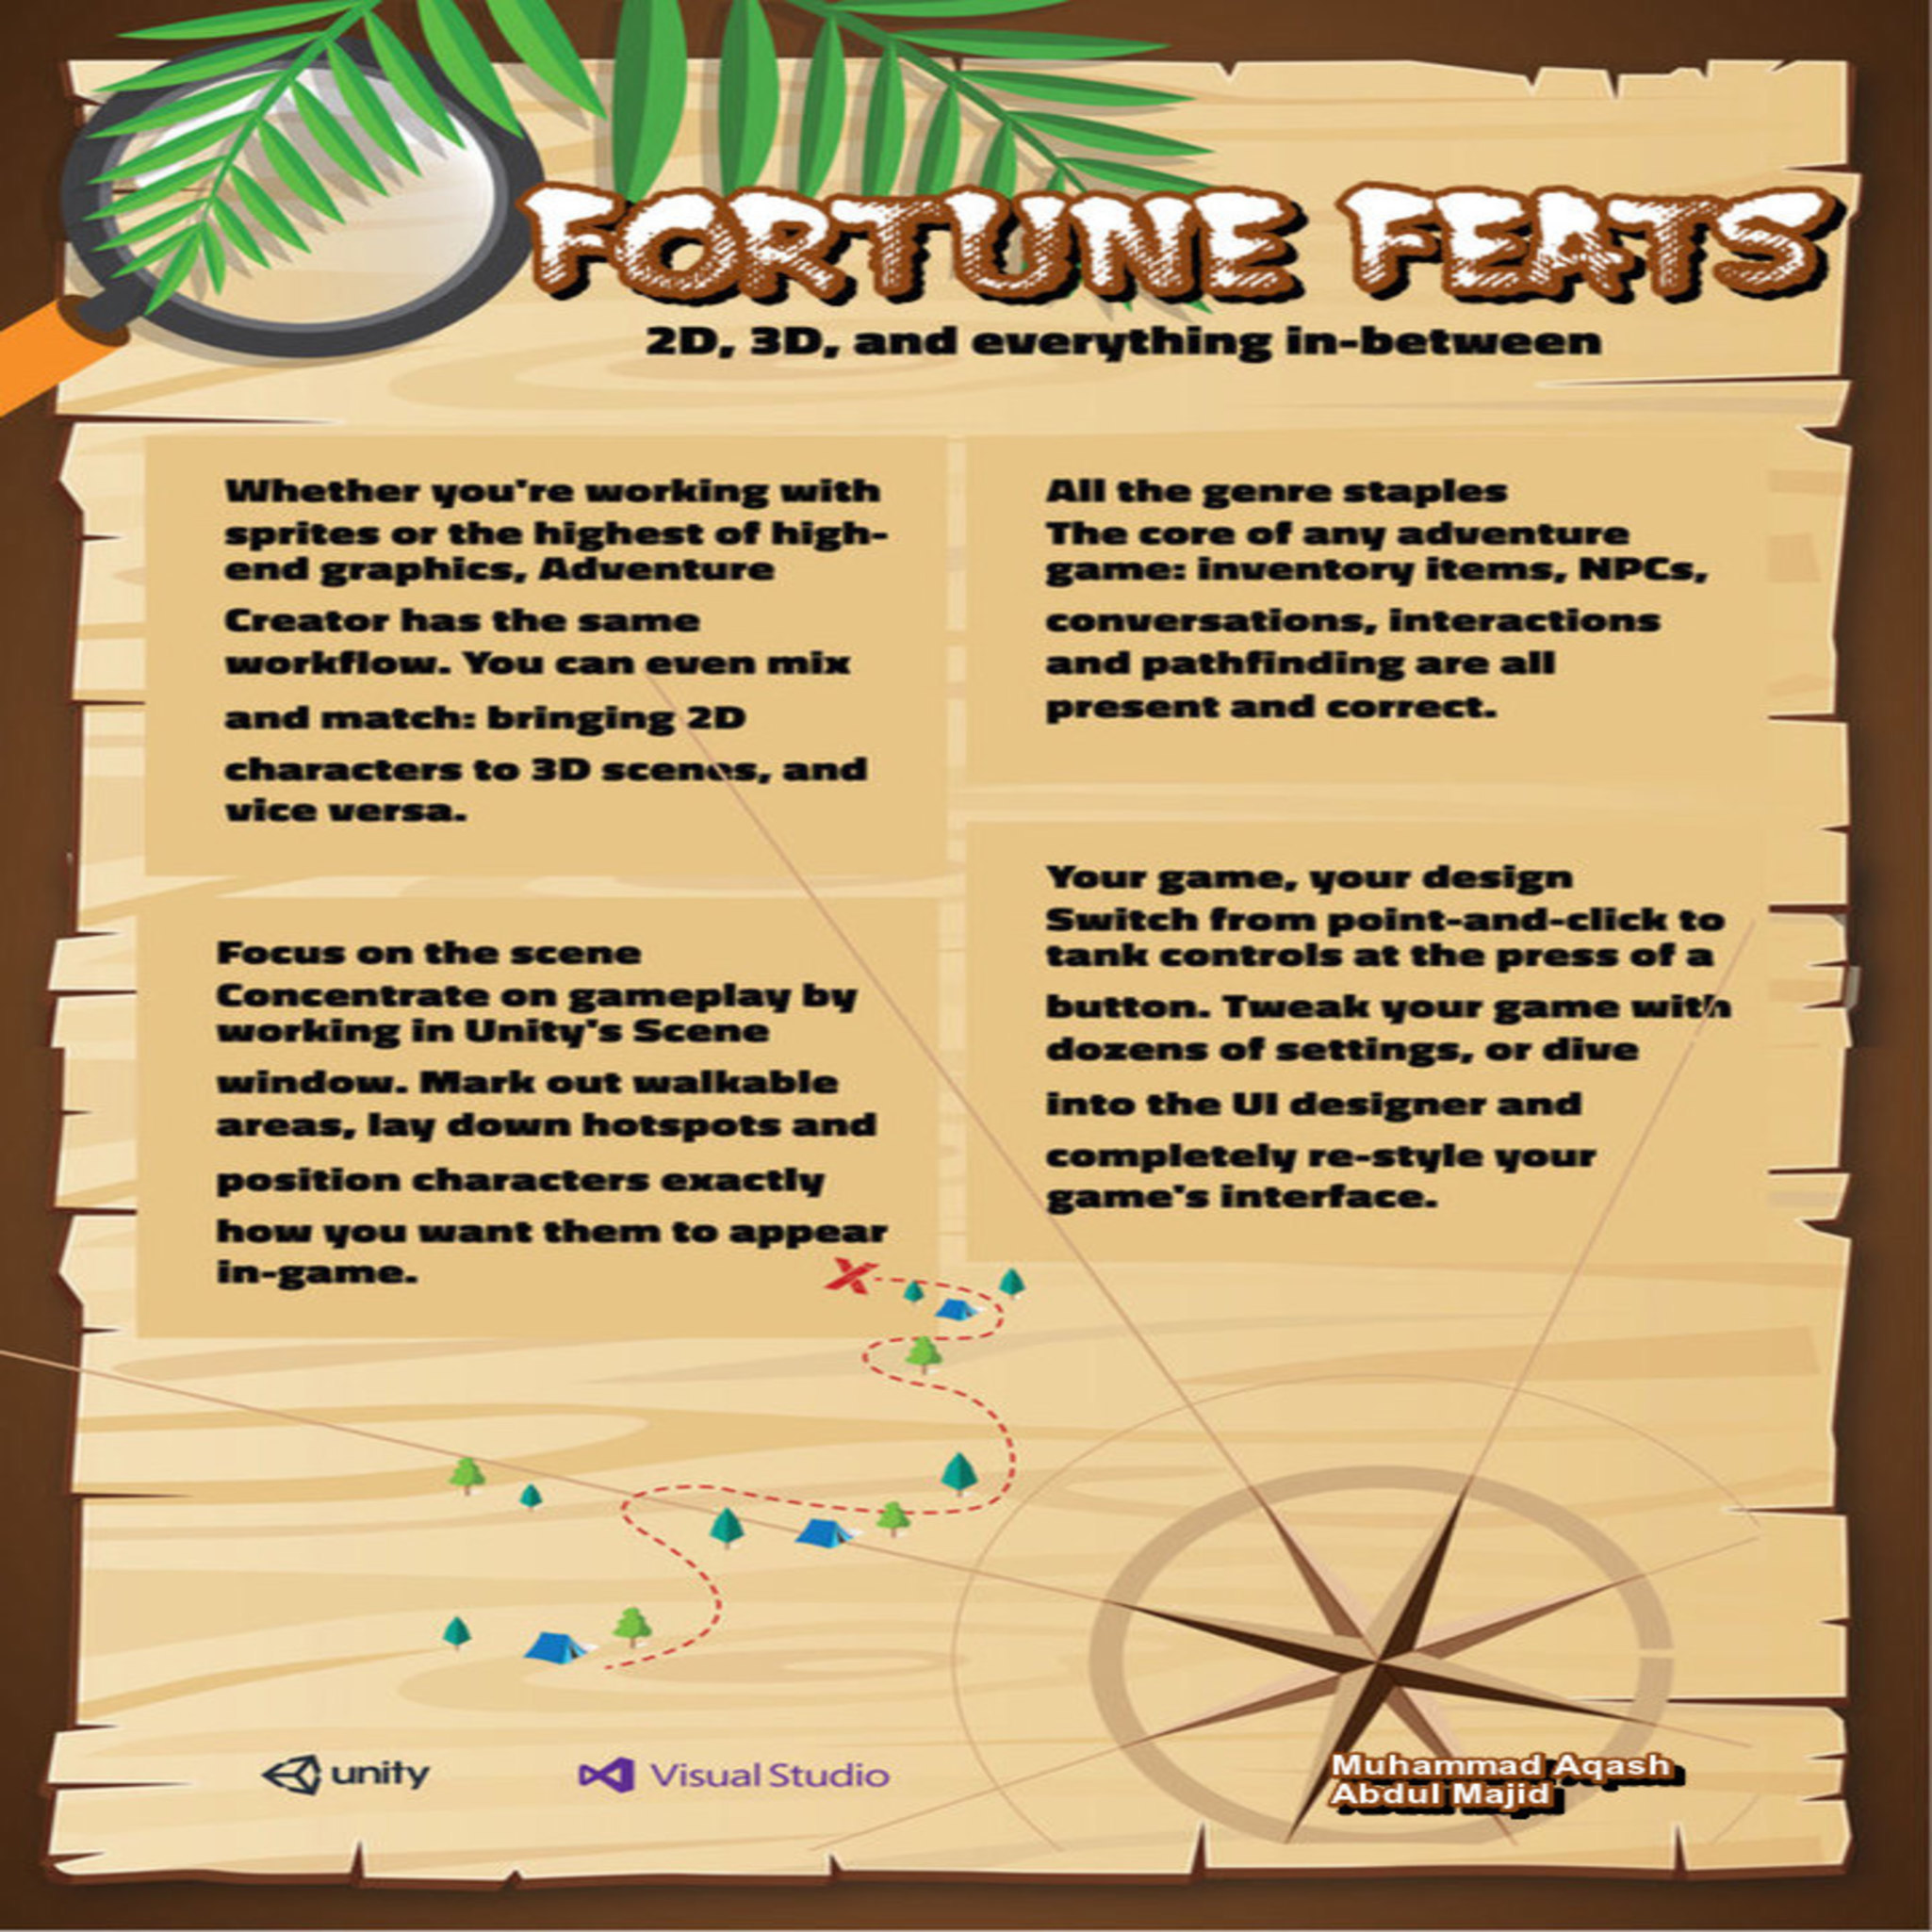 FORTUNE FEATS
2D, 3D, and everything in-between
Whether you're working with
sprites or the highest of high-
end graphics, Adventure
Creator has the same
workflow. You can even mix
and match: bringing 2D
characters to 3D scenes, and
vice versa.
Focus on the scene
Concentrate on gameplay by
working in Unity's Scene
window. Mark out walkable
areas, lay down hotspots and
position characters exactly
how you want them to appear
in-game.
All the genre staples
The core of any adventure
game: inventory items, NPCs,
conversations, interactions
and pathfinding are all
present and correct.
Your game, your design
Switch from point-and-click to
tank controls at the press of a
button. Tweak your game with
dozens of settings, or dive
into the UI designer and
completely re-style your
game's interface.
unity
Visual Studio
Muhammad Aqash
Abdul Majid